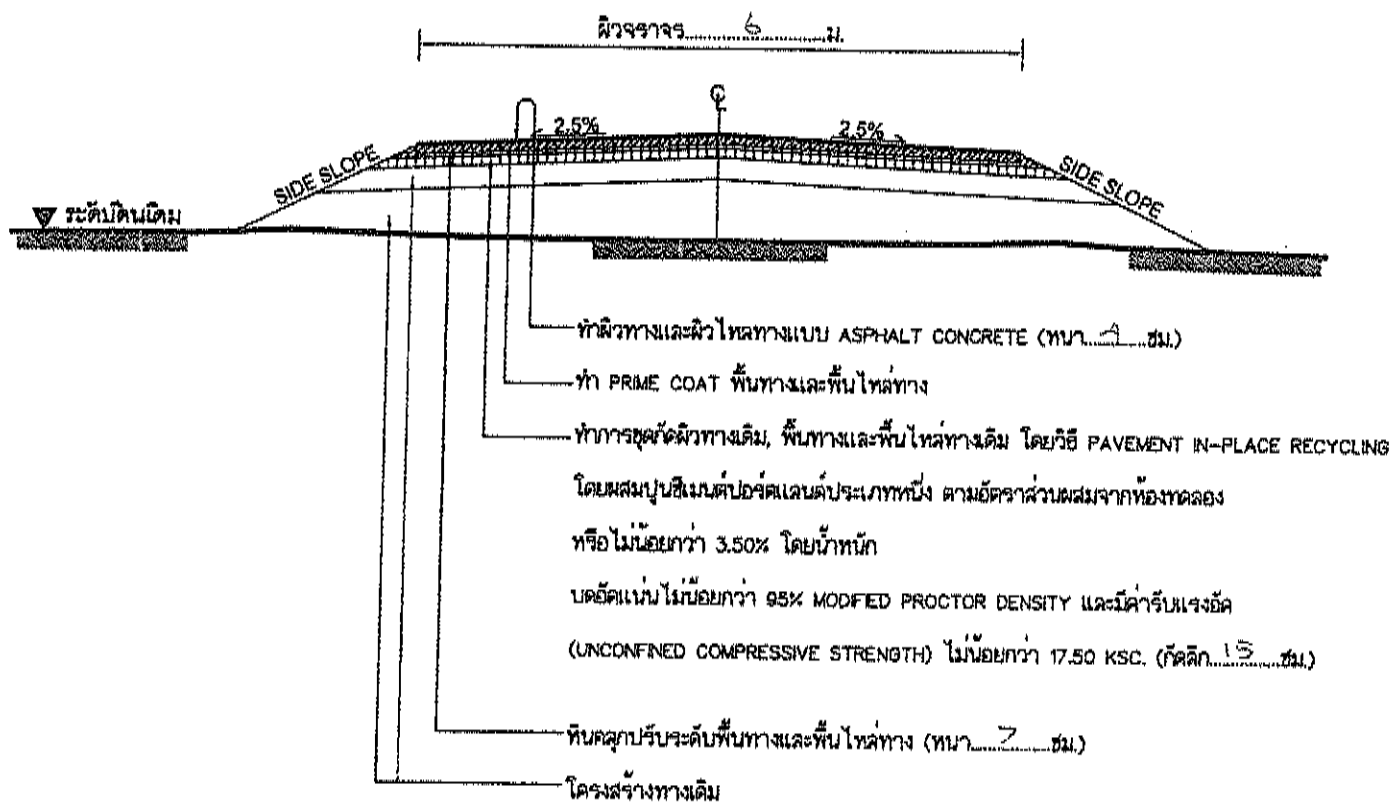 ผิวจราจร........6........ม.
℄
2.5% 2.5%
SIDE SLOPE SIDE SLOPE
ระดับดินเดิม
ทำผิวทางและผิวไหล่ทางแบบ ASPHALT CONCRETE (หนา........ซม.)
ทำ PRIME COAT พื้นทางและพื้นไหล่ทาง
ทำการขุดกัดผิวทางเดิม, พื้นทางและพื้นไหล่ทางเดิม โดยวิธี PAVEMENT IN-PLACE RECYCLING
โดยผสมปูนซีเมนต์ปอร์ตแลนด์ประเภทหนึ่ง ตามอัตราส่วนผสมจากห้องทดลอง
หรือไม่น้อยกว่า 3.50% โดยน้ำหนัก
บดอัดแน่นไม่น้อยกว่า 95% MODIFIED PROCTOR DENSITY และมีค่ารับแรงอัด
(UNCONFINED COMPRESSIVE STRENGTH) ไม่น้อยกว่า 17.50 KSC. (กัดลึก....15....ซม.)
หินคลุกปรับระดับพื้นทางและพื้นไหล่ทาง (หนา....7....ซม.)
โครงสร้างทางเดิม